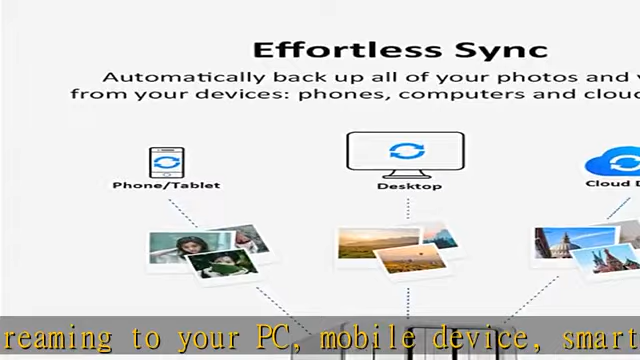 Effortless Sync
Automatically back up all of your photos and
from your devices: phones, computers and cloud
Phone/Tablet
Desktop
Cloud
reaming to your PC, mobile device, smart